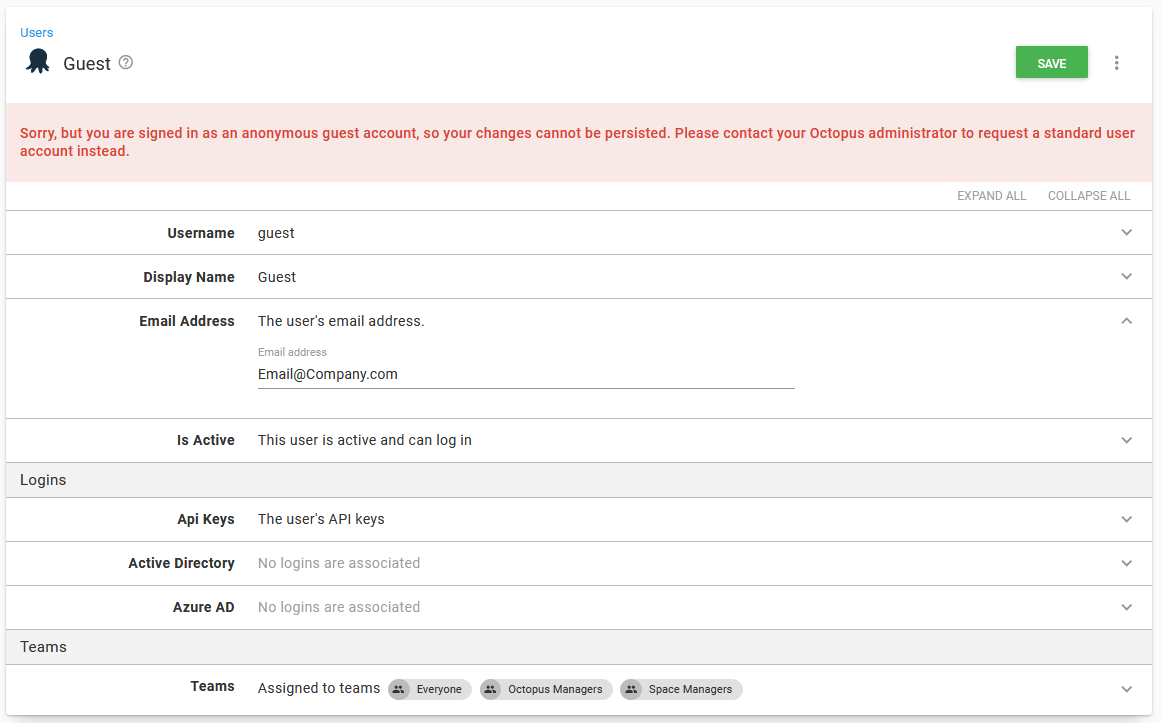 Users
Guest
SAVE
Sorry, but you are signed in as an anonymous guest account, so your changes cannot be persisted. Please contact your Octopus administrator to request a standard user
account instead.
EXPAND ALL COLLAPSE ALL
Username guest
Display Name Guest
Email Address The user's email address.
Email address
Email@Company.com
Is Active This user is active and can log in
Logins
Api Keys The user's API keys
Active Directory No logins are associated
Azure AD No logins are associated
Teams
Teams Assigned to teams Everyone Octopus Managers Space Managers